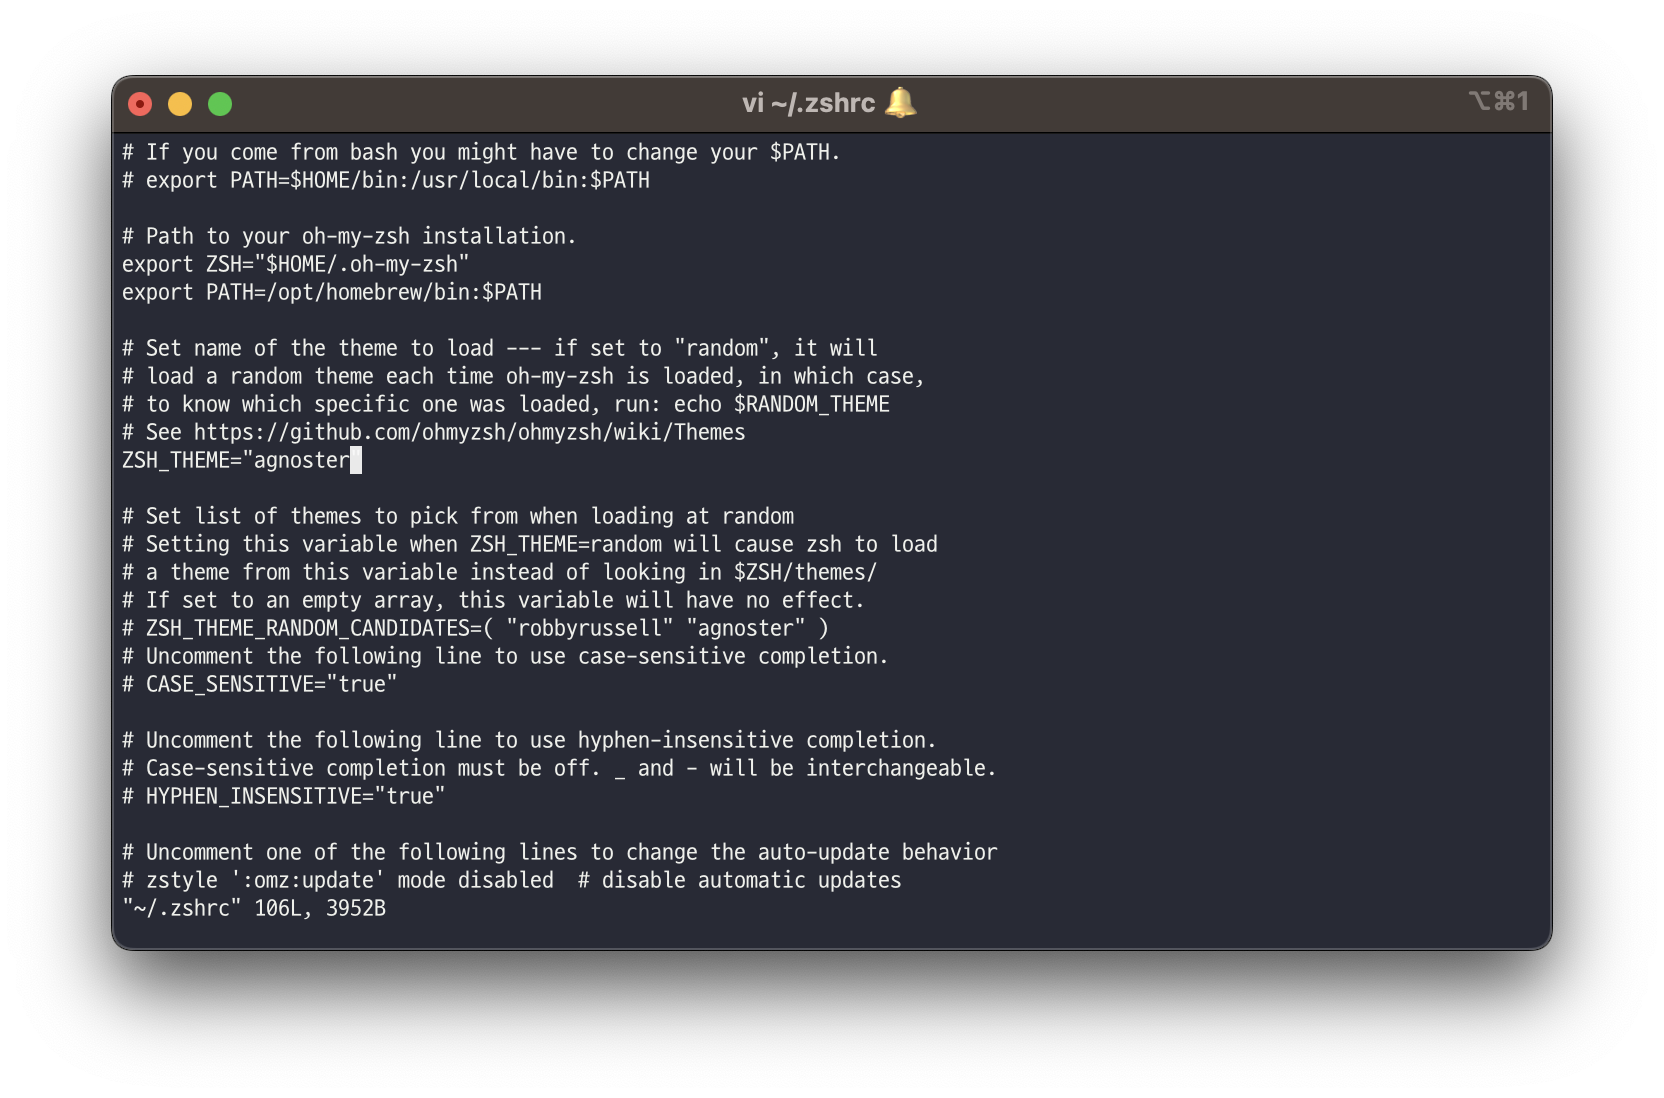 vi ~/.zshrc 🔔
⌥⌘1
# If you come from bash you might have to change your $PATH.
# export PATH=$HOME/bin:/usr/local/bin:$PATH
# Path to your oh-my-zsh installation.
export ZSH="$HOME/.oh-my-zsh"
export PATH=/opt/homebrew/bin:$PATH
# Set name of the theme to load --- if set to "random", it will
# load a random theme each time oh-my-zsh is loaded, in which case,
# to know which specific one was loaded, run: echo $RANDOM_THEME
# See https://github.com/ohmyzsh/ohmyzsh/wiki/Themes
ZSH_THEME="agnoster"
# Set list of themes to pick from when loading at random
# Setting this variable when ZSH_THEME=random will cause zsh to load
# a theme from this variable instead of looking in $ZSH/themes/
# If set to an empty array, this variable will have no effect.
# ZSH_THEME_RANDOM_CANDIDATES=( "robbyrussell" "agnoster" )
# Uncomment the following line to use case-sensitive completion.
# CASE_SENSITIVE="true"
# Uncomment the following line to use hyphen-insensitive completion.
# Case-sensitive completion must be off. _ and - will be interchangeable.
# HYPHEN_INSENSITIVE="true"
# Uncomment one of the following lines to change the auto-update behavior
# zstyle ':omz:update' mode disabled  # disable automatic updates
"~/.zshrc" 106L, 3952B